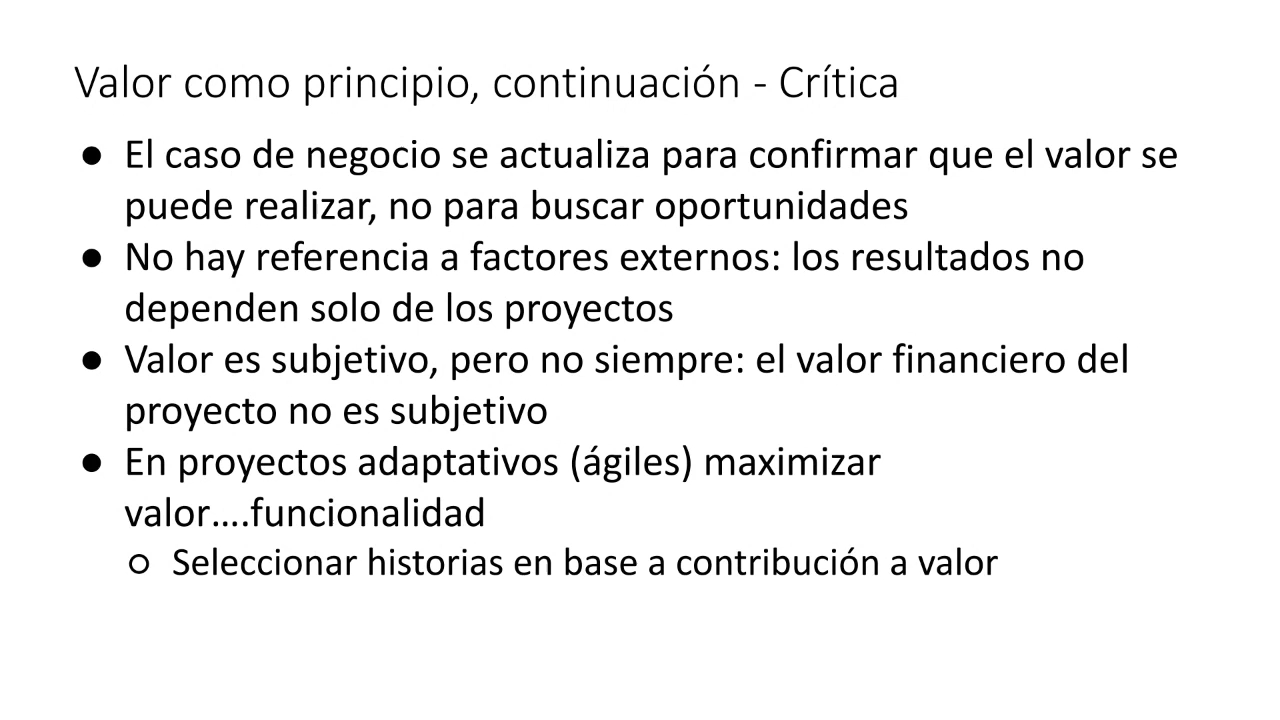 Valor como principio, continuación - Crítica
● El caso de negocio se actualiza para confirmar que el valor se
puede realizar, no para buscar oportunidades
● No hay referencia a factores externos: los resultados no
dependen solo de los proyectos
● Valor es subjetivo, pero no siempre: el valor financiero del
proyecto no es subjetivo
● En proyectos adaptativos (ágiles) maximizar
valor....funcionalidad
○ Seleccionar historias en base a contribución a valor